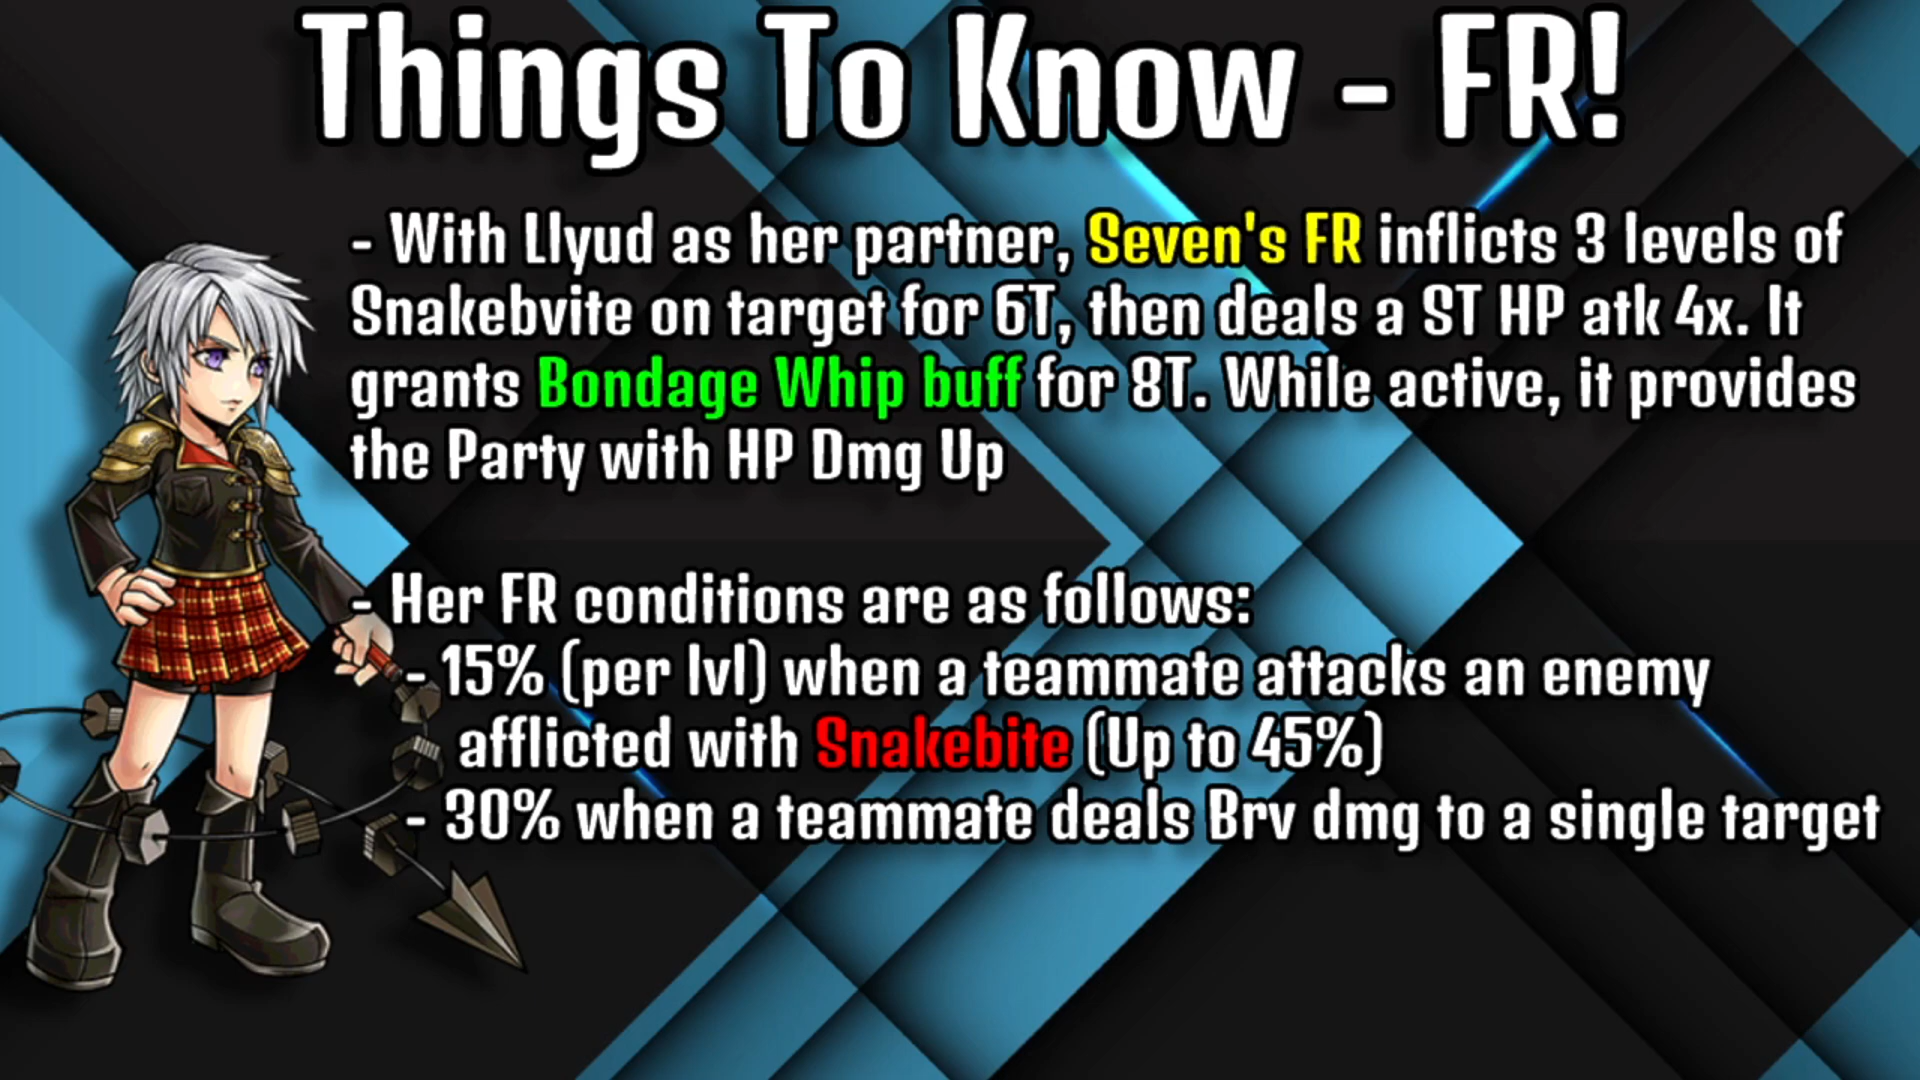 Things To Know - FR!
- With Llyud as her partner, Seven's FR inflicts 3 levels of
Snakebvite on target for 6T, then deals a ST HP atk 4x. It
grants Bondage Whip buff for 8T. While active, it provides
the Party with HP Dmg Up
- Her FR conditions are as follows:
- 15% (per lvl) when a teammate attacks an enemy
afflicted with Snakebite (Up to 45%)
- 30% when a teammate deals Brv dmg to a single target